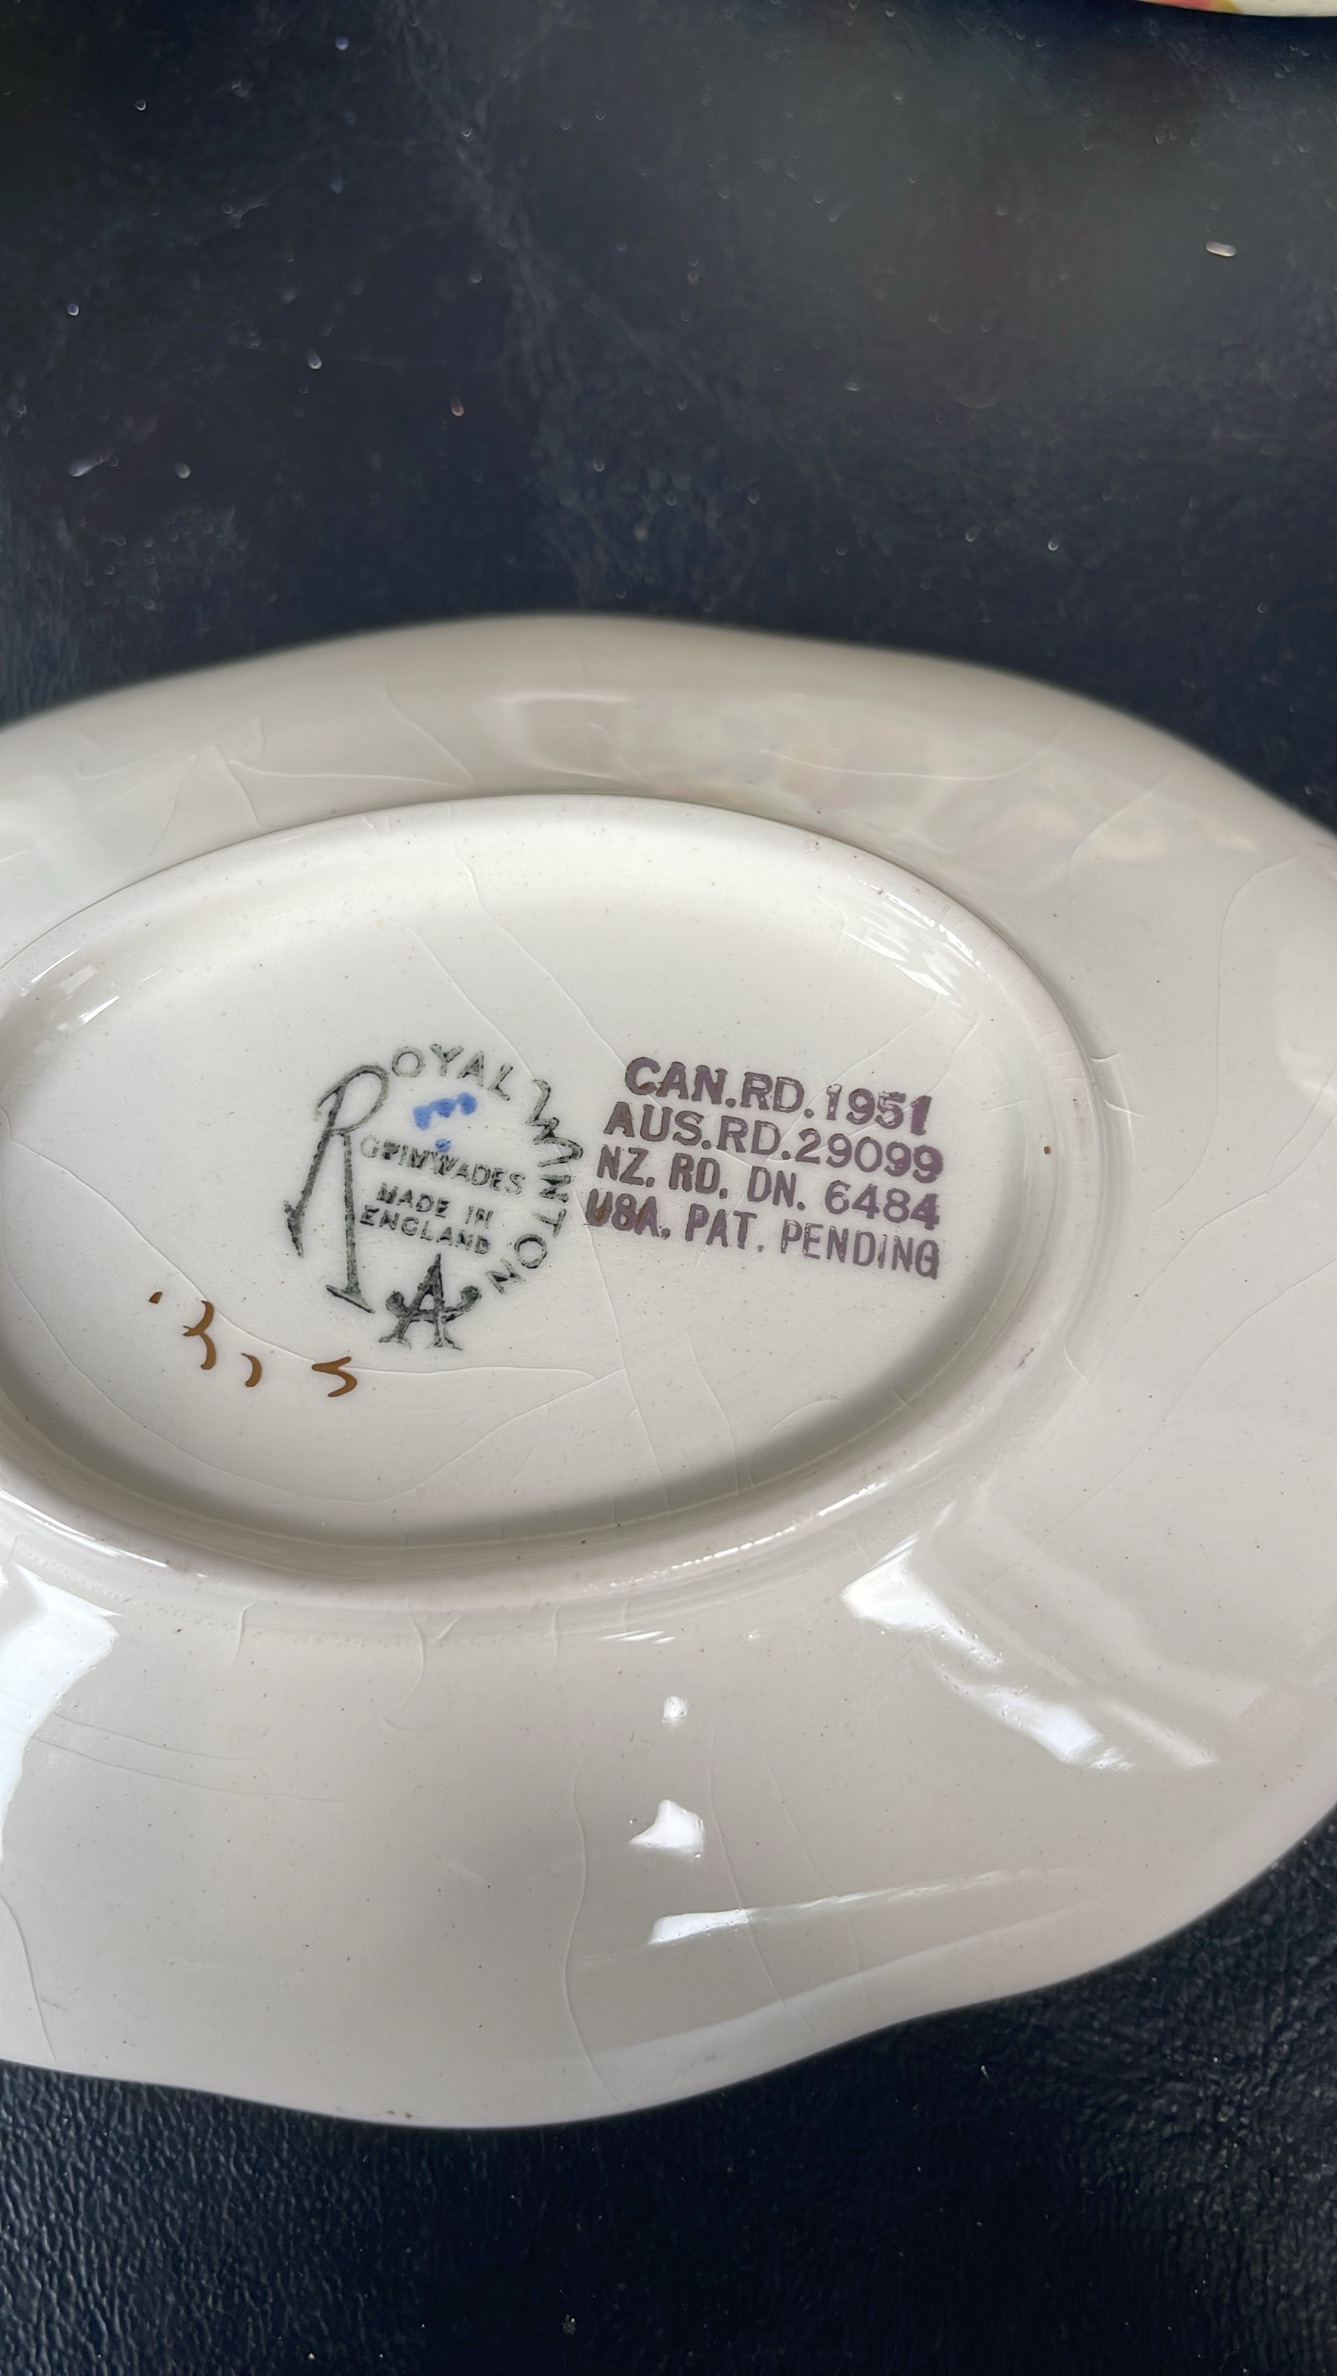 ROYAL WINTON
GRIMWADES
MADE IN
ENGLAND
A
CAN.RD.1951
AUS.RD.29099
NZ. RD. DN. 6484
USA. PAT. PENDING